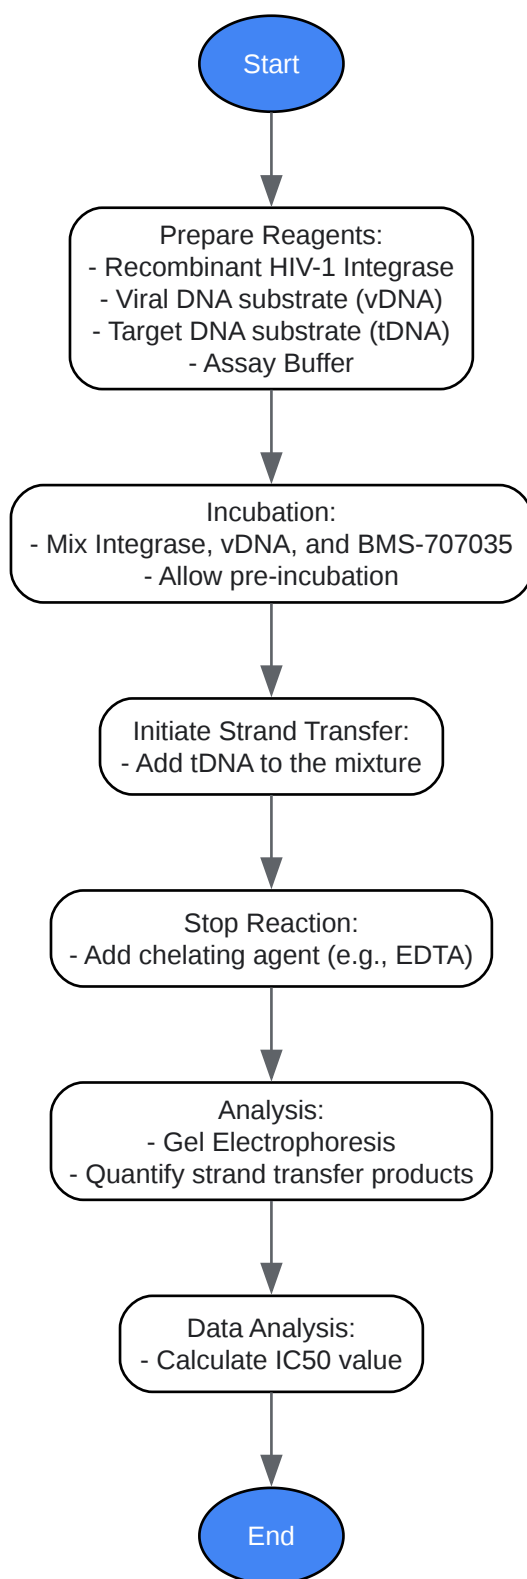 Start
Prepare Reagents:
- Recombinant HIV-1 Integrase
- Viral DNA substrate (vDNA)
- Target DNA substrate (tDNA)
- Assay Buffer
Incubation:
- Mix Integrase, vDNA, and BMS-707035
- Allow pre-incubation
Initiate Strand Transfer:
- Add tDNA to the mixture
Stop Reaction:
- Add chelating agent (e.g., EDTA)
Analysis:
- Gel Electrophoresis
- Quantify strand transfer products
Data Analysis:
- Calculate IC50 value
End